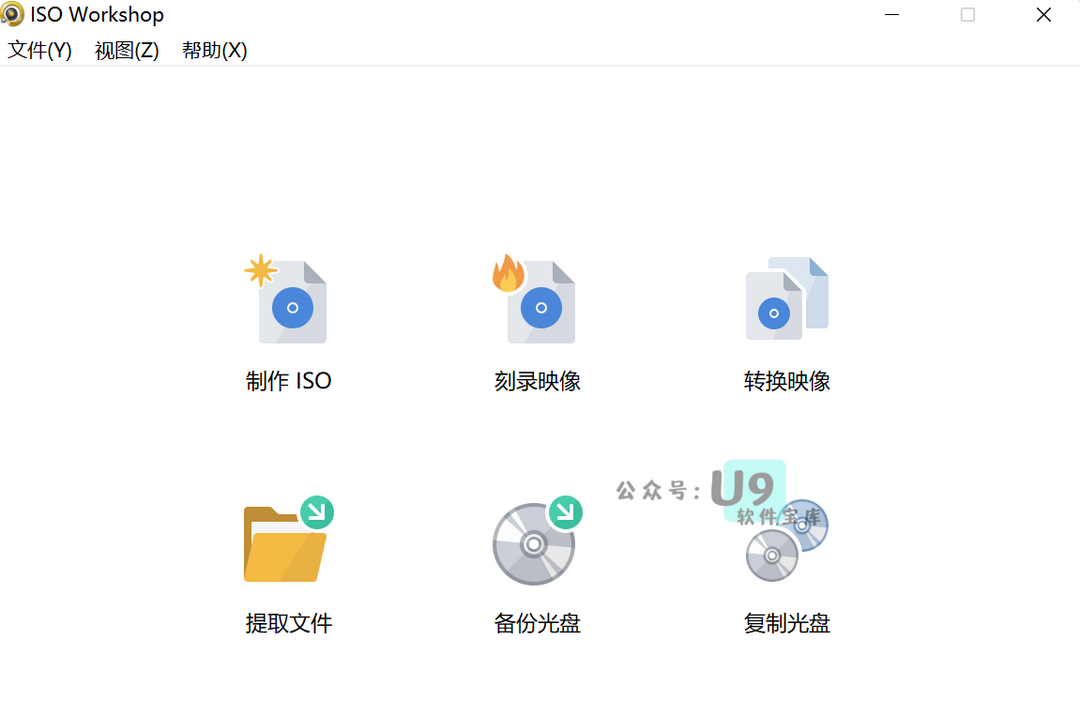 ISO Workshop
文件(Y) 视图(Z) 帮助(X)
制作 ISO 刻录映像 转换映像
公众号: U9
软件宝库
提取文件 备份光盘 复制光盘